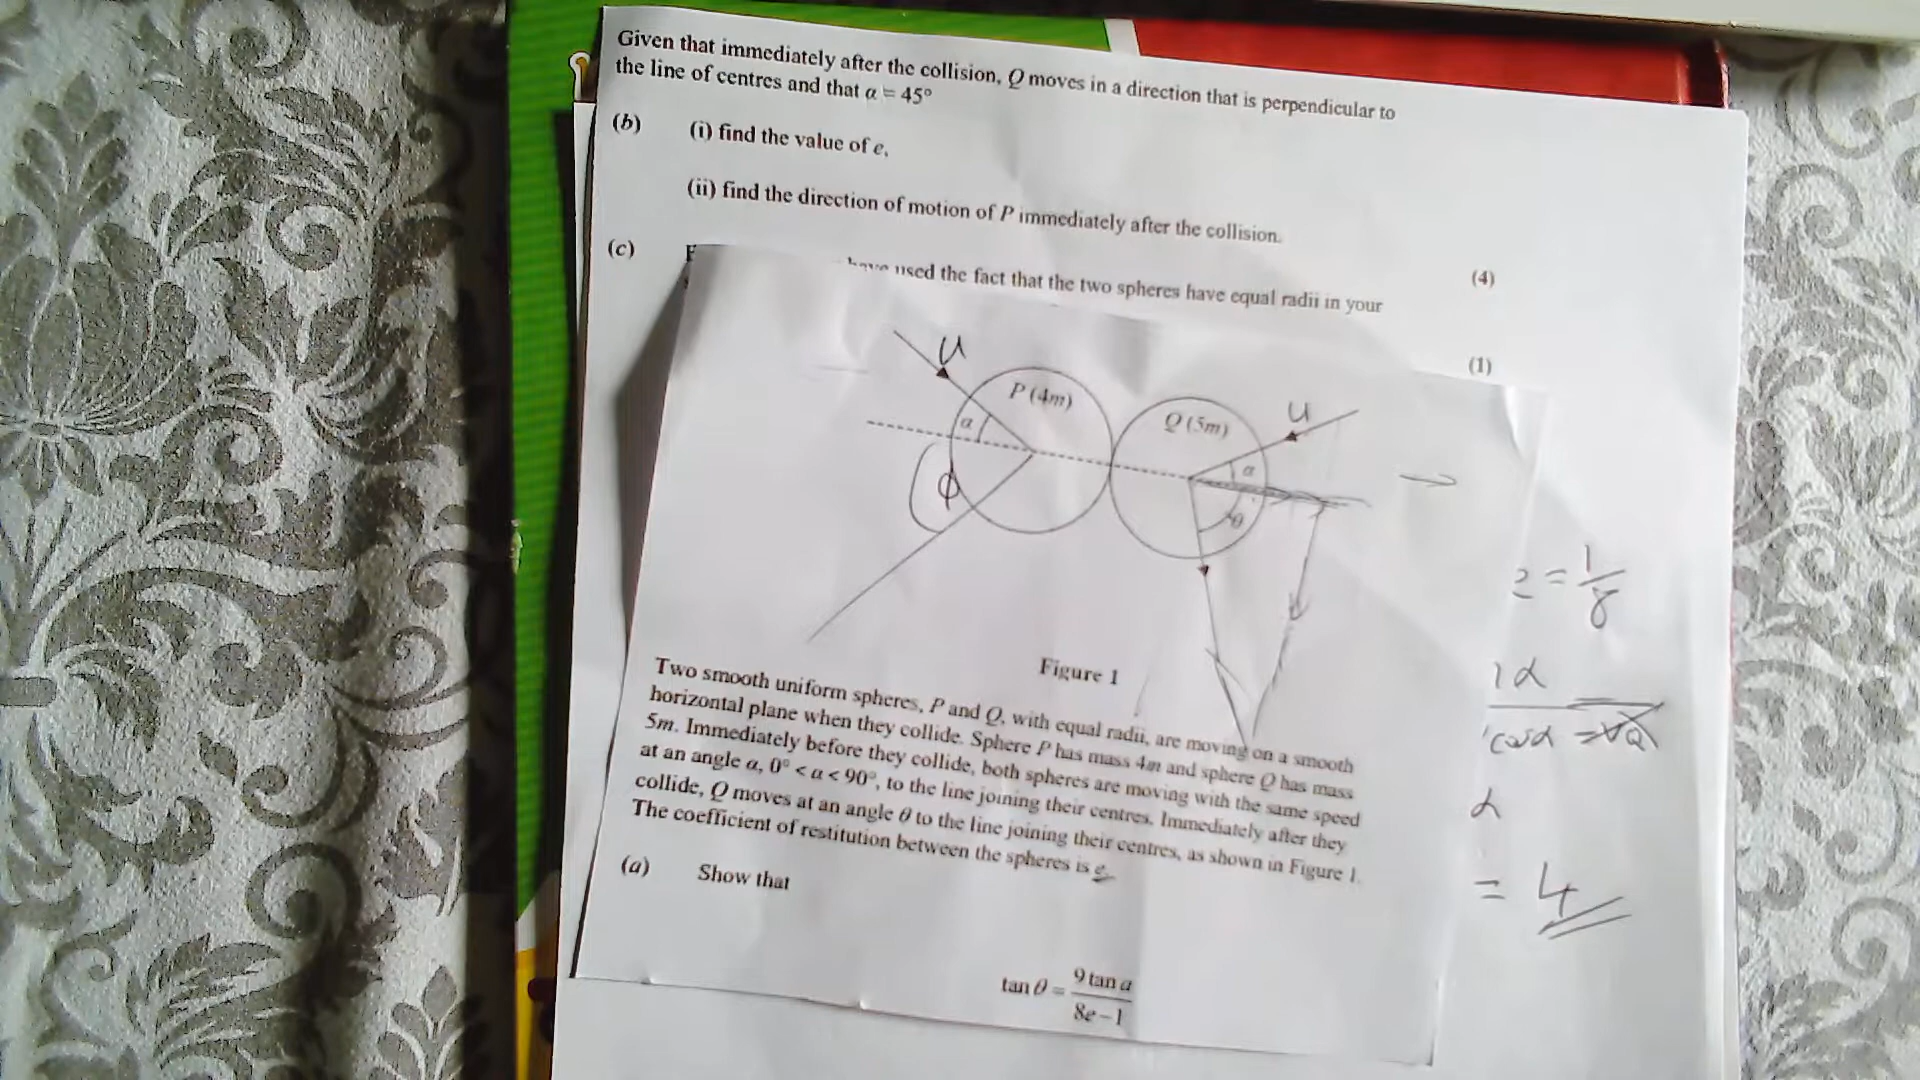 Given that immediately after the collision, Q moves in a direction that is perpendicular to
the line of centres and that α = 45°
(b) (i) find the value of e,
(ii) find the direction of motion of P immediately after the collision.
(4)
(c) have used the fact that the two spheres have equal radii in your
(1)
u
P (4m)
α
ϕ
Q (5m)
u
α
θ
= 1/8
α
cosα =
α
= 4
Figure 1
Two smooth uniform spheres, P and Q, with equal radii, are moving on a smooth
horizontal plane when they collide. Sphere P has mass 4m and sphere Q has mass
5m. Immediately before they collide, both spheres are moving with the same speed
at an angle α, 0° < α < 90°, to the line joining their centres. Immediately after they
collide, Q moves at an angle θ to the line joining their centres, as shown in Figure 1.
The coefficient of restitution between the spheres is e.
(a) Show that
tan θ = 9 tan α / 8e – 1